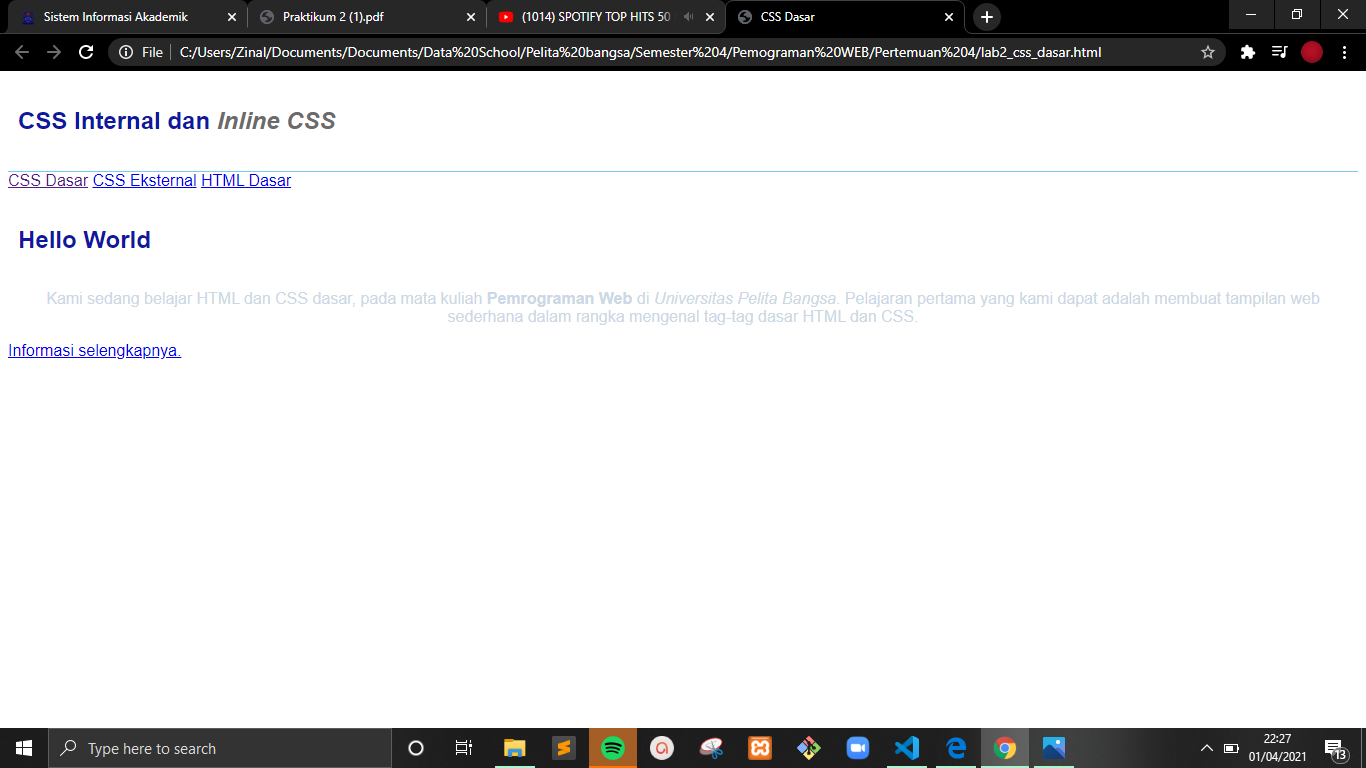 Sistem Informasi Akademik
Praktikum 2 (1).pdf
(1014) SPOTIFY TOP HITS 50
CSS Dasar
File
C:/Users/Zinal/Documents/Documents/Data%20School/Pelita%20bangsa/Semester%204/Pemograman%20WEB/Pertemuan%204/lab2_css_dasar.html
CSS Internal dan Inline CSS
CSS Dasar CSS Eksternal HTML Dasar
Hello World
Kami sedang belajar HTML dan CSS dasar, pada mata kuliah Pemrograman Web di Universitas Pelita Bangsa. Pelajaran pertama yang kami dapat adalah membuat tampilan web
sederhana dalam rangka mengenal tag-tag dasar HTML dan CSS.
Informasi selengkapnya.
Type here to search
22:27
01/04/2021
13